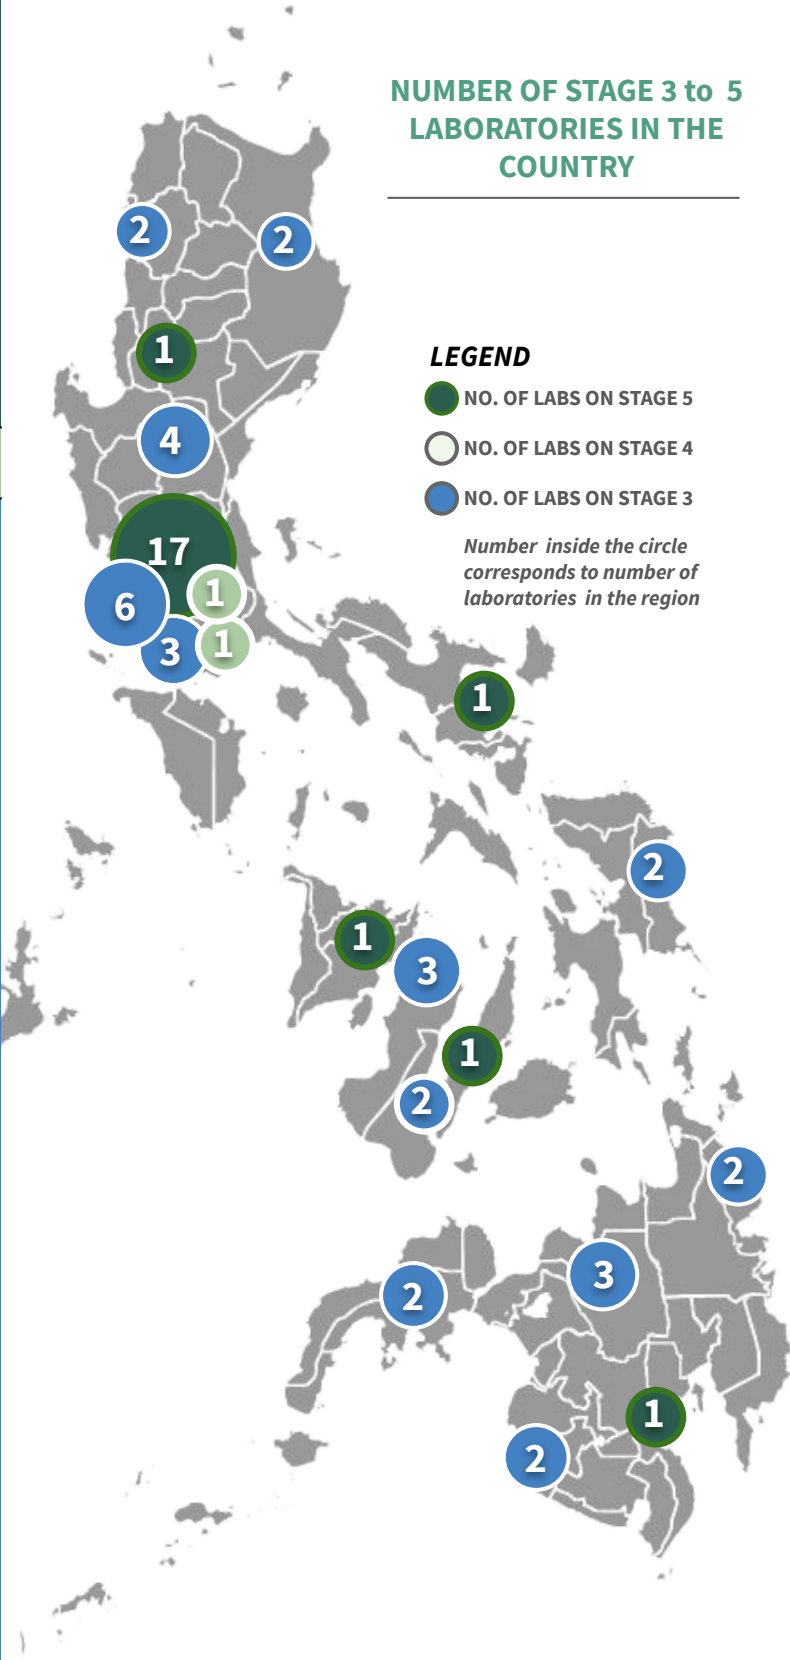 NUMBER OF STAGE 3 to 5
LABORATORIES IN THE
COUNTRY
2
2
1
LEGEND
NO. OF LABS ON STAGE 5
4
NO. OF LABS ON STAGE 4
NO. OF LABS ON STAGE 3
17
Number inside the circle
corresponds to number of
laboratories in the region
1
6
1
3
1
2
1
3
1
2
2
3
2
1
2